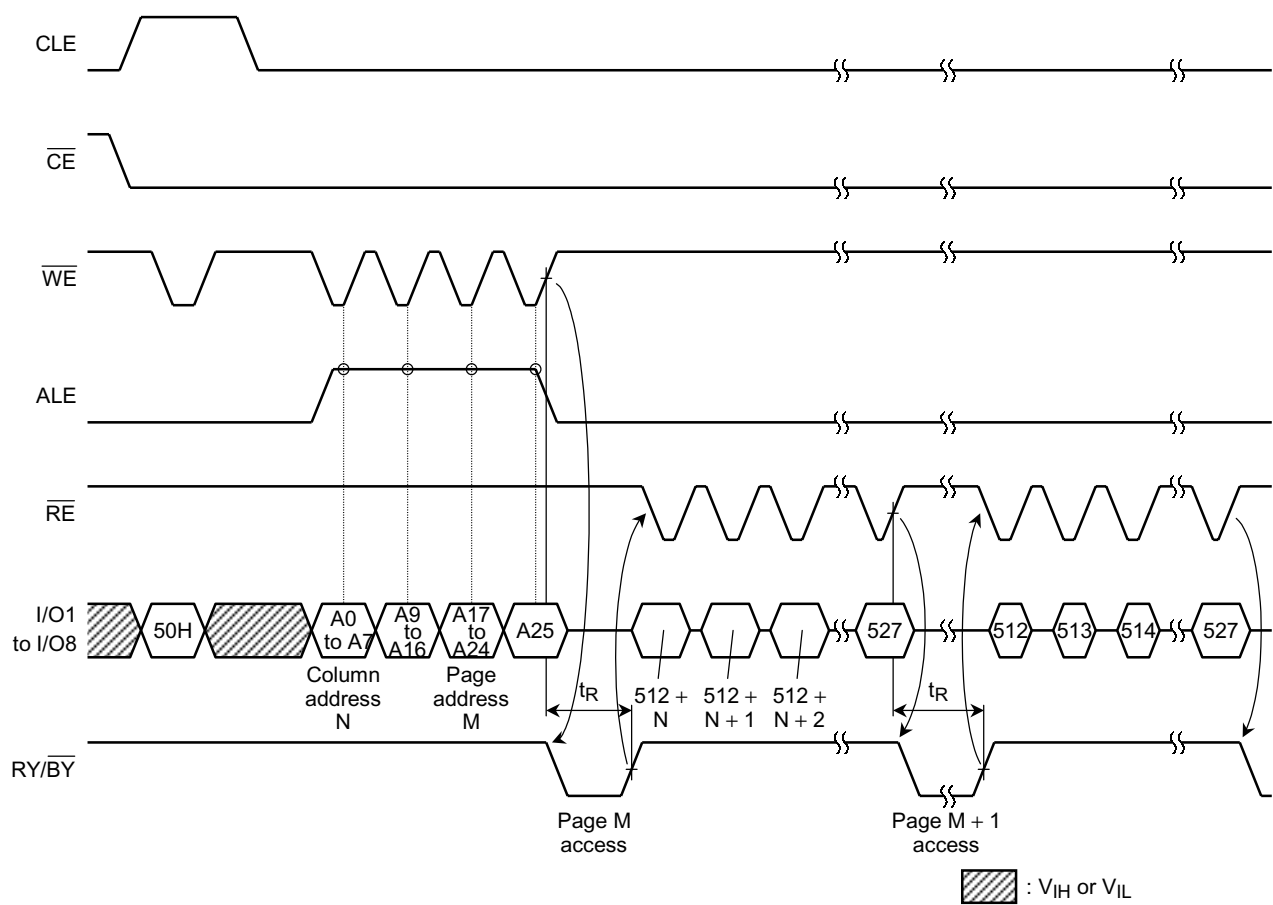 CLE
CE
WE
ALE
RE
I/O1
to I/O8
50H
A0
to A7
A9
to
A16
A17
to
A24
A25
527
512
513
514
527
Column
address
N
Page
address
M
tR
512 +
N
512 +
N + 1
512 +
N + 2
tR
RY/BY
Page M
access
Page M + 1
access
: VIH or VIL